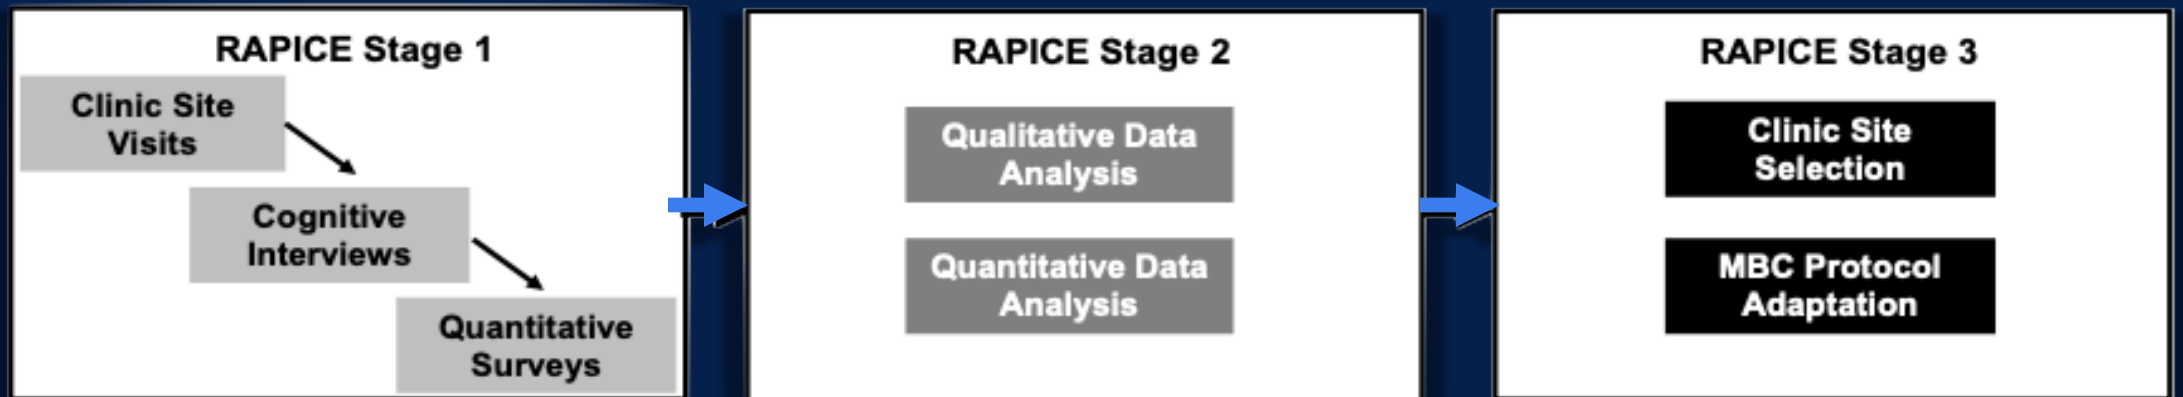 RAPICE Stage 1
Clinic Site
Visits
Cognitive
Interviews
Quantitative
Surveys
RAPICE Stage 2
Qualitative Data
Analysis
Quantitative Data
Analysis
RAPICE Stage 3
Clinic Site
Selection
MBC Protocol
Adaptation